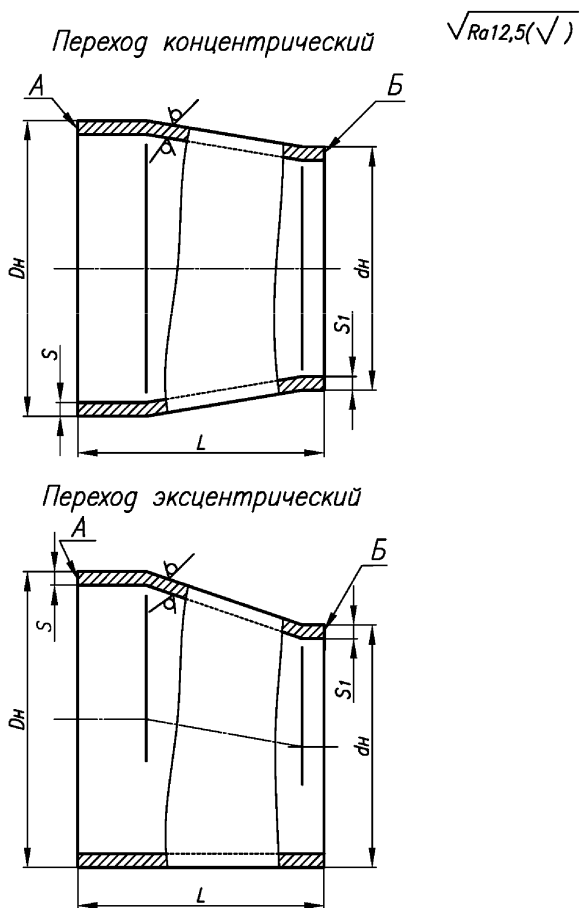 Переход концентрический
√Ra12,5(√)
А
Б
Dн
dн
S
S1
L
Переход эксцентрический
А
Б
S
S1
Dн
dн
L